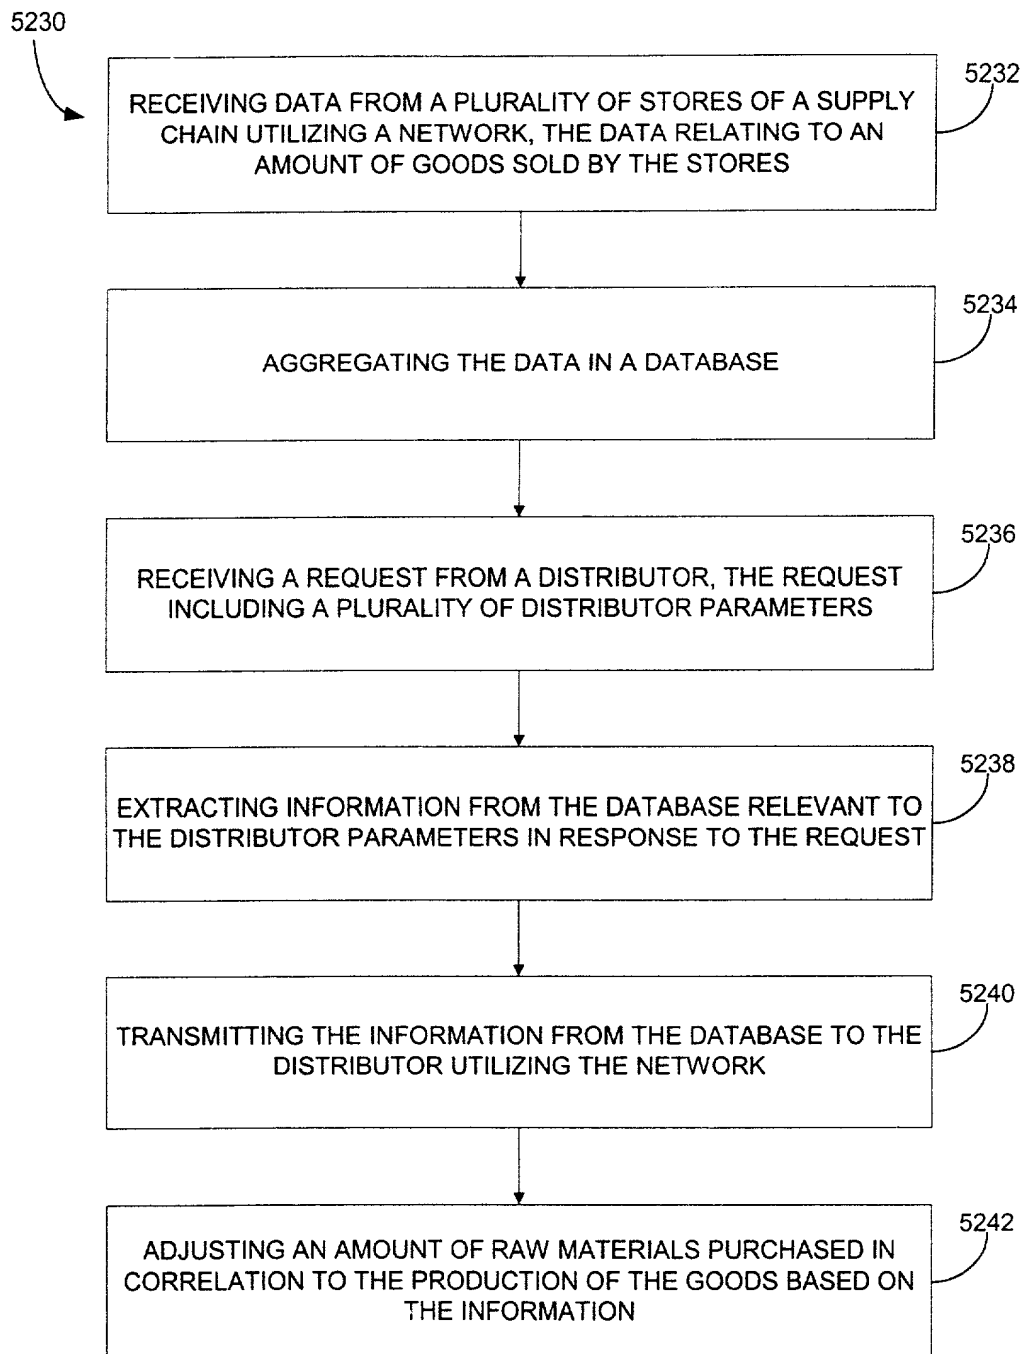 5230
5232
RECEIVING DATA FROM A PLURALITY OF STORES OF A SUPPLY
CHAIN UTILIZING A NETWORK, THE DATA RELATING TO AN
AMOUNT OF GOODS SOLD BY THE STORES
5234
AGGREGATING THE DATA IN A DATABASE
5236
RECEIVING A REQUEST FROM A DISTRIBUTOR, THE REQUEST
INCLUDING A PLURALITY OF DISTRIBUTOR PARAMETERS
5238
EXTRACTING INFORMATION FROM THE DATABASE RELEVANT TO
THE DISTRIBUTOR PARAMETERS IN RESPONSE TO THE REQUEST
5240
TRANSMITTING THE INFORMATION FROM THE DATABASE TO THE
DISTRIBUTOR UTILIZING THE NETWORK
5242
ADJUSTING AN AMOUNT OF RAW MATERIALS PURCHASED IN
CORRELATION TO THE PRODUCTION OF THE GOODS BASED ON
THE INFORMATION